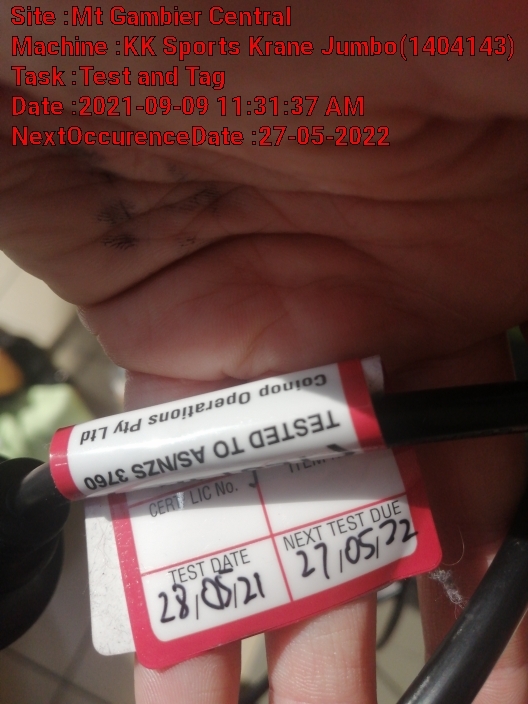 Site :Mt Gambier Central
Machine :KK Sports Krane Jumbo(1404143)
Task :Test and Tag
Date :2021-09-09 11:31:37 AM
NextOccurenceDate :27-05-2022
Coinop Operations Pty Ltd
TESTED TO AS/NZS 3760
CERT/LIC No.
TEST DATE
28/05/21
NEXT TEST DUE
27/05/22